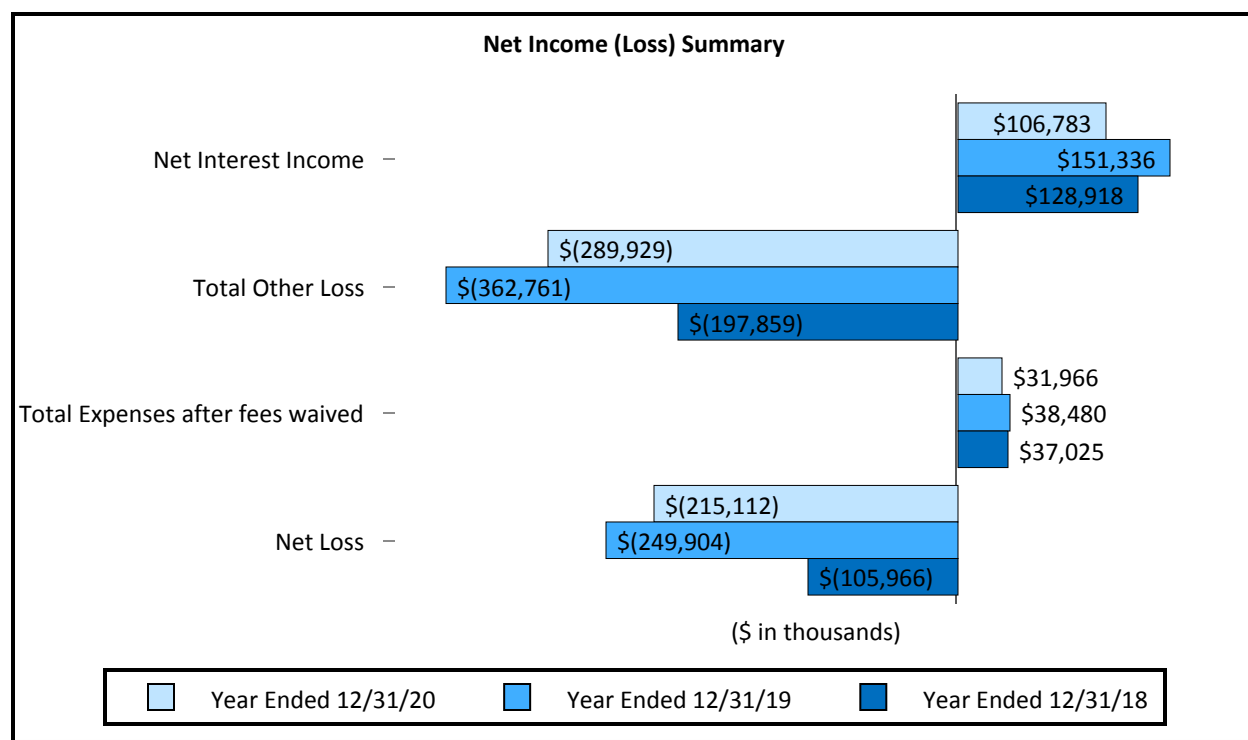 Net Income (Loss) Summary
Net Interest Income
$106,783
$151,336
$128,918
Total Other Loss
$(289,929)
$(362,761)
$(197,859)
Total Expenses after fees waived
$31,966
$38,480
$37,025
Net Loss
$(215,112)
$(249,904)
$(105,966)
($ in thousands)
Year Ended 12/31/20 Year Ended 12/31/19 Year Ended 12/31/18